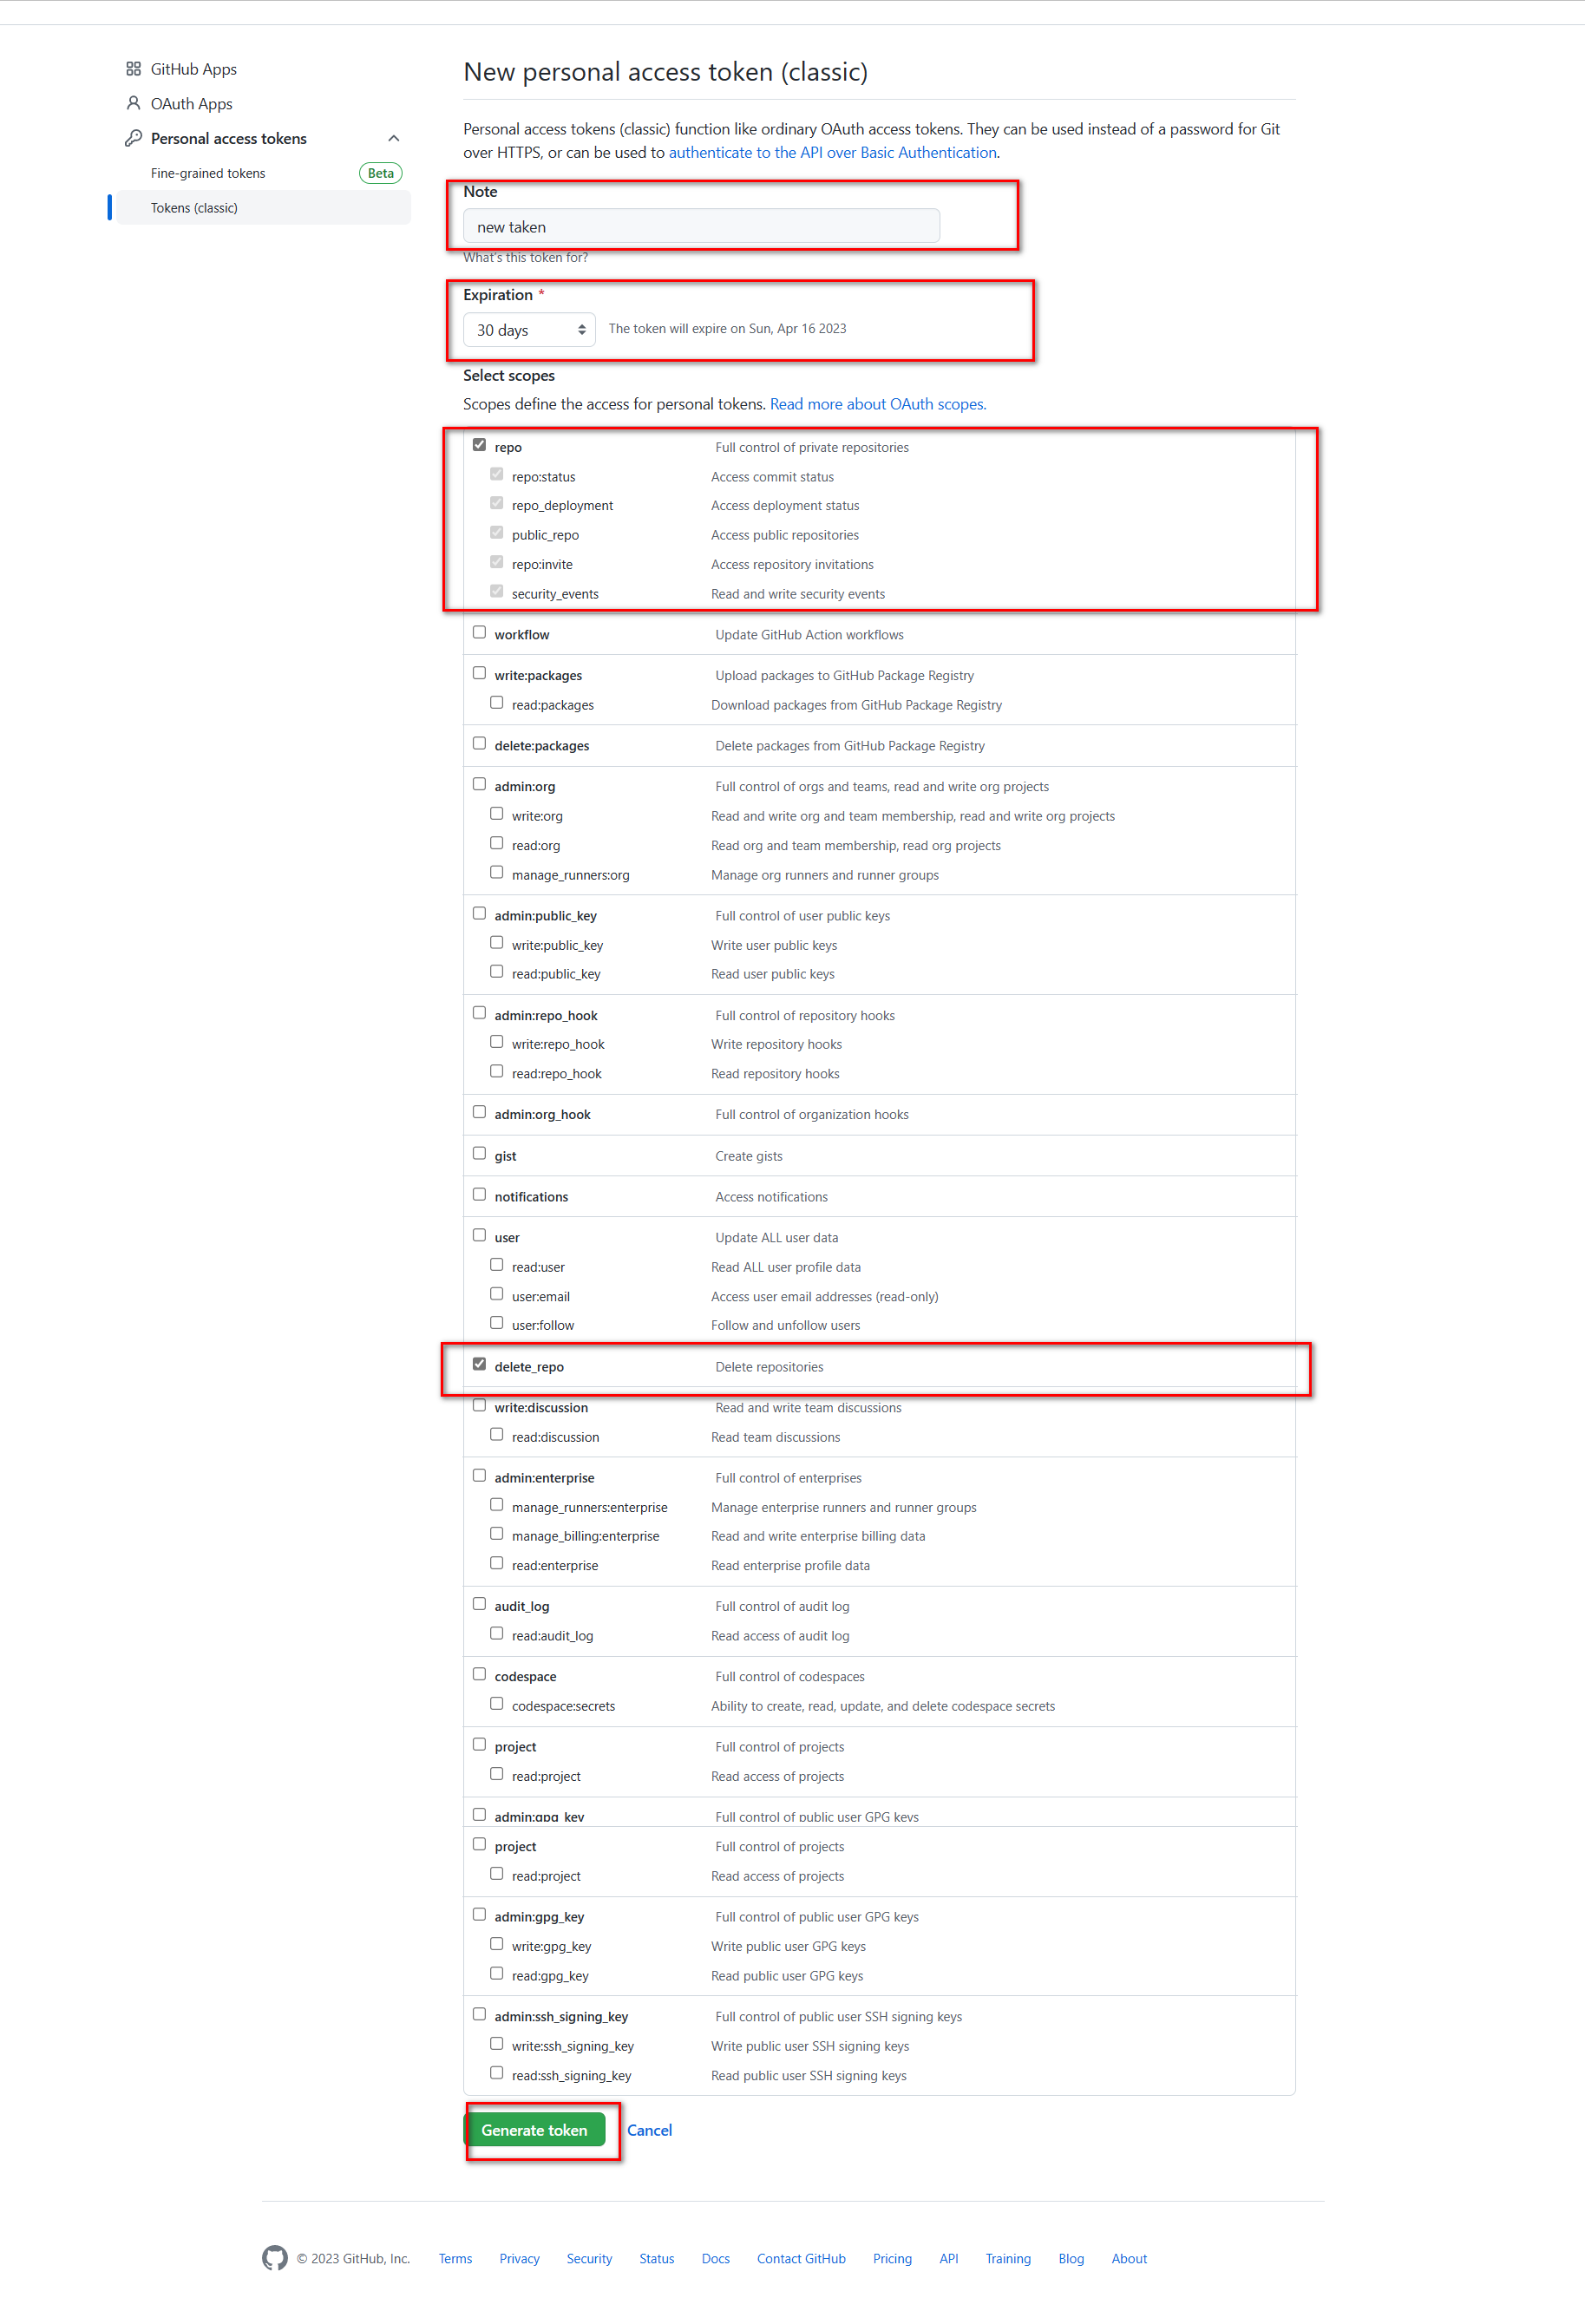 GitHub Apps
OAuth Apps
Personal access tokens
Fine-grained tokens Beta
Tokens (classic)
New personal access token (classic)
Personal access tokens (classic) function like ordinary OAuth access tokens. They can be used instead of a password for Git
over HTTPS, or can be used to authenticate to the API over Basic Authentication.
Note
new taken
What's this token for?
Expiration *
30 days The token will expire on Sun, Apr 16 2023
Select scopes
Scopes define the access for personal tokens. Read more about OAuth scopes.
repo Full control of private repositories
repo:status Access commit status
repo_deployment Access deployment status
public_repo Access public repositories
repo:invite Access repository invitations
security_events Read and write security events
workflow Update GitHub Action workflows
write:packages Upload packages to GitHub Package Registry
read:packages Download packages from GitHub Package Registry
delete:packages Delete packages from GitHub Package Registry
admin:org Full control of orgs and teams, read and write org projects
write:org Read and write org and team membership, read and write org projects
read:org Read org and team membership, read org projects
manage_runners:org Manage org runners and runner groups
admin:public_key Full control of user public keys
write:public_key Write user public keys
read:public_key Read user public keys
admin:repo_hook Full control of repository hooks
write:repo_hook Write repository hooks
read:repo_hook Read repository hooks
admin:org_hook Full control of organization hooks
gist Create gists
notifications Access notifications
user Update ALL user data
read:user Read ALL user profile data
user:email Access user email addresses (read-only)
user:follow Follow and unfollow users
delete_repo Delete repositories
write:discussion Read and write team discussions
read:discussion Read team discussions
admin:enterprise Full control of enterprises
manage_runners:enterprise Manage enterprise runners and runner groups
manage_billing:enterprise Read and write enterprise billing data
read:enterprise Read enterprise profile data
audit_log Full control of audit log
read:audit_log Read access of audit log
codespace Full control of codespaces
codespace:secrets Ability to create, read, update, and delete codespace secrets
project Full control of projects
read:project Read access of projects
admin:gpg_key Full control of public user GPG keys
project Full control of projects
read:project Read access of projects
admin:gpg_key Full control of public user GPG keys
write:gpg_key Write public user GPG keys
read:gpg_key Read public user GPG keys
admin:ssh_signing_key Full control of public user SSH signing keys
write:ssh_signing_key Write public user SSH signing keys
read:ssh_signing_key Read public user SSH signing keys
Generate token Cancel
© 2023 GitHub, Inc. Terms Privacy Security Status Docs Contact GitHub Pricing API Training Blog About